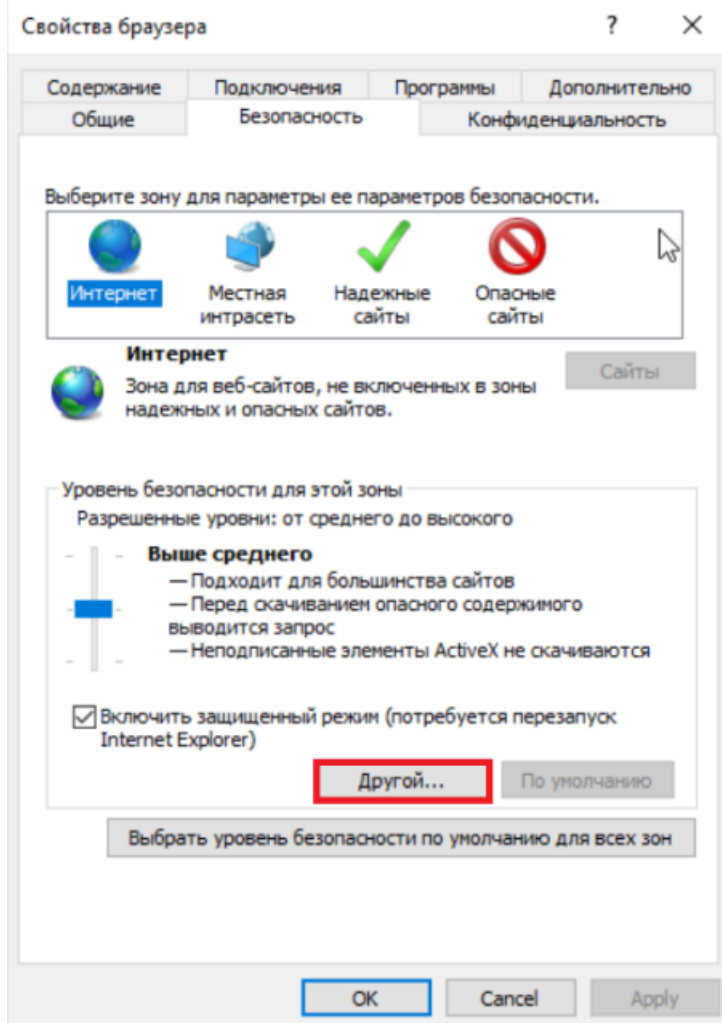 Свойства браузера
Содержание Подключения Программы Дополнительно
Общие Безопасность Конфиденциальность
Выберите зону для параметры ее параметров безопасности.
Интернет Местная интрасеть Надежные сайты Опасные сайты
Интернет
Сайты
Зона для веб-сайтов, не включенных в зоны
надежных и опасных сайтов.
Уровень безопасности для этой зоны
Разрешенные уровни: от среднего до высокого
Выше среднего
— Подходит для большинства сайтов
— Перед скачиванием опасного содержимого
выводится запрос
— Неподписанные элементы ActiveX не скачиваются
Включить защищенный режим (потребуется перезапуск
Internet Explorer)
Другой... По умолчанию
Выбрать уровень безопасности по умолчанию для всех зон
OK Cancel Apply